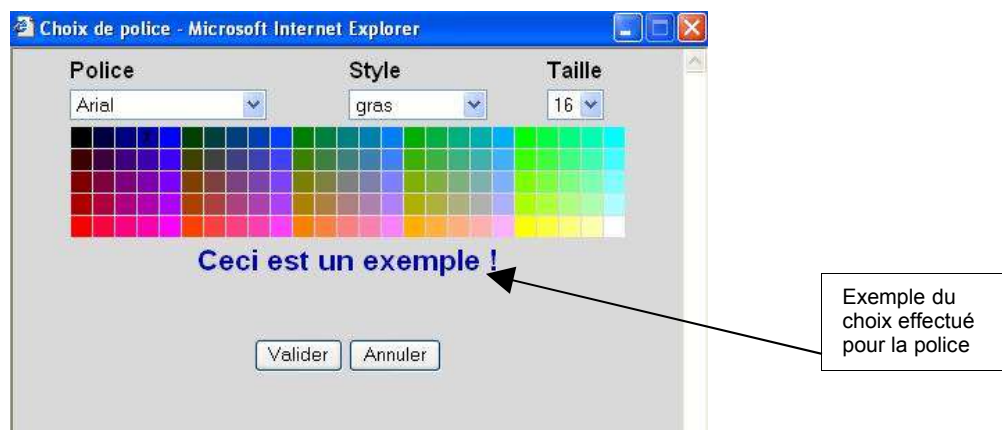 Choix de police - Microsoft Internet Explorer
Police Style Taille
Arial gras 16
Ceci est un exemple !
Valider Annuler
Exemple du
choix effectué
pour la police